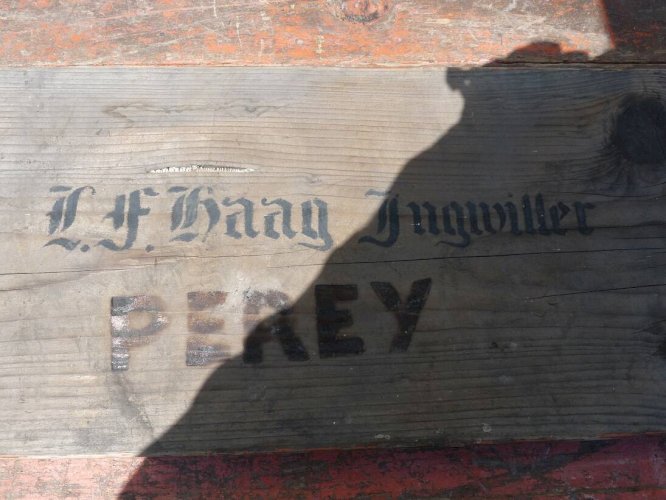 L. F. Haag Ingwiller
PEREY